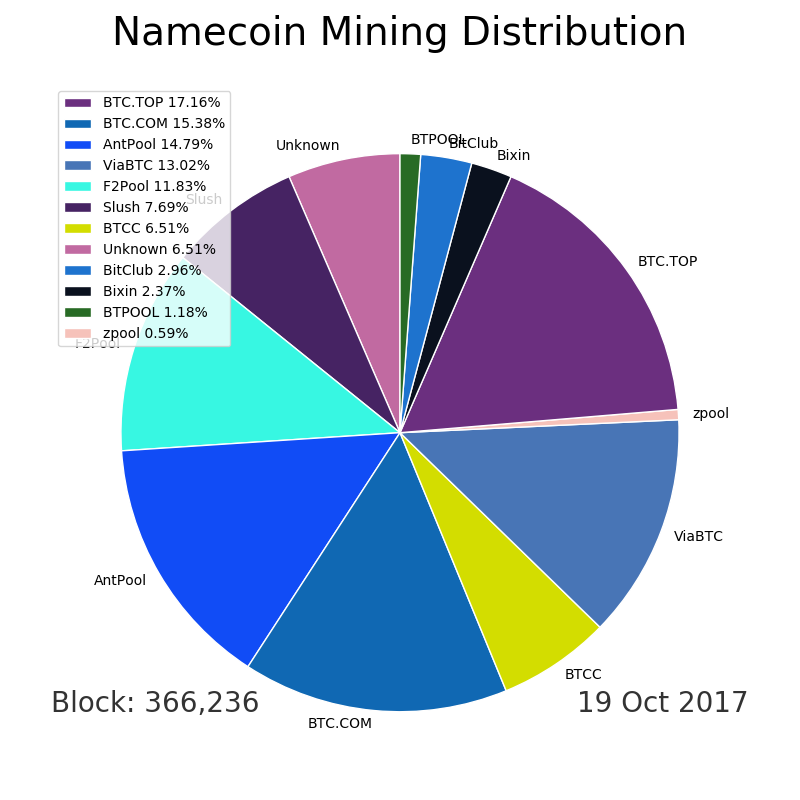 Namecoin Mining Distribution
BTC.TOP 17.16%
BTC.COM 15.38%
AntPool 14.79%
ViaBTC 13.02%
F2Pool 11.83%
Slush 7.69%
BTCC 6.51%
Unknown 6.51%
BitClub 2.96%
Bixin 2.37%
BTPOOL 1.18%
zpool 0.59%
Unknown
BTPOOL
BitClub
Bixin
Slush
BTC.TOP
F2Pool
zpool
ViaBTC
AntPool
BTCC
BTC.COM
Block: 366,236
19 Oct 2017